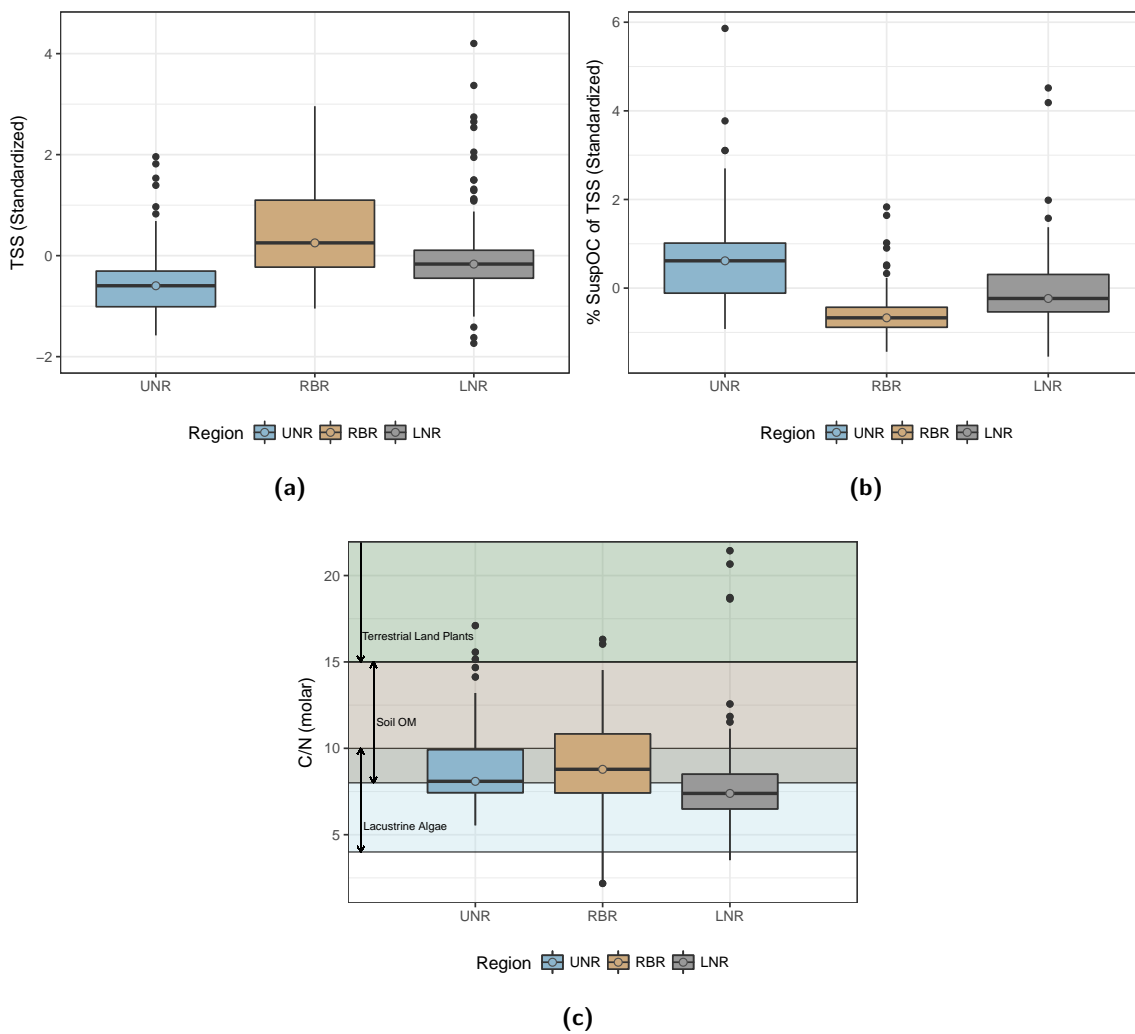 TSS (Standardized)
4
2
0
−2
UNR RBR LNR
Region UNR RBR LNR
(a)
% SuspOC of TSS (Standardized)
6
4
2
0
UNR RBR LNR
Region UNR RBR LNR
(b)
C/N (molar)
20
15
10
5
Terrestrial Land Plants
Soil OM
Lacustrine Algae
UNR RBR LNR
Region UNR RBR LNR
(c)